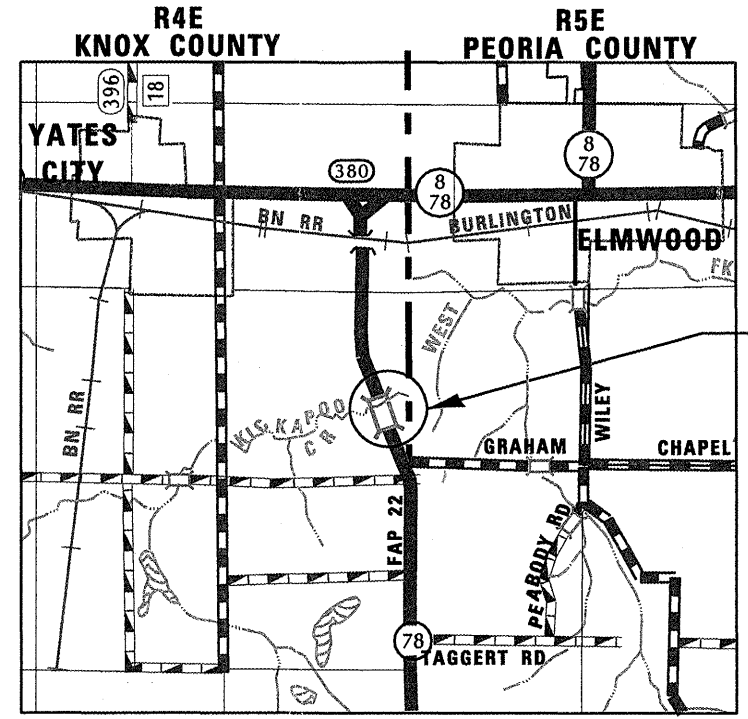 R4E
KNOX COUNTY
R5E
PEORIA COUNTY
396
18
YATES
CITY
380
8
78
8
78
BN RR
BURLINGTON
ELMWOOD
FK
WEST
BN RR
KICKAPOO
CR
GRAHAM
CHAPEL
WILEY
FAP 22
PEABODY RD
78
TAGGERT RD